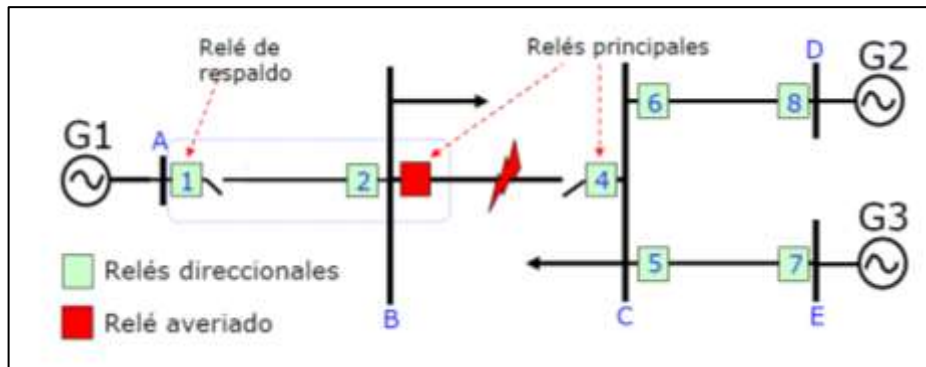 Relé de
respaldo
Relés principales
D
G2
G1
A
6
8
1
2
4
G3
Relés direccionales
5
7
Relé averiado
B
C
E